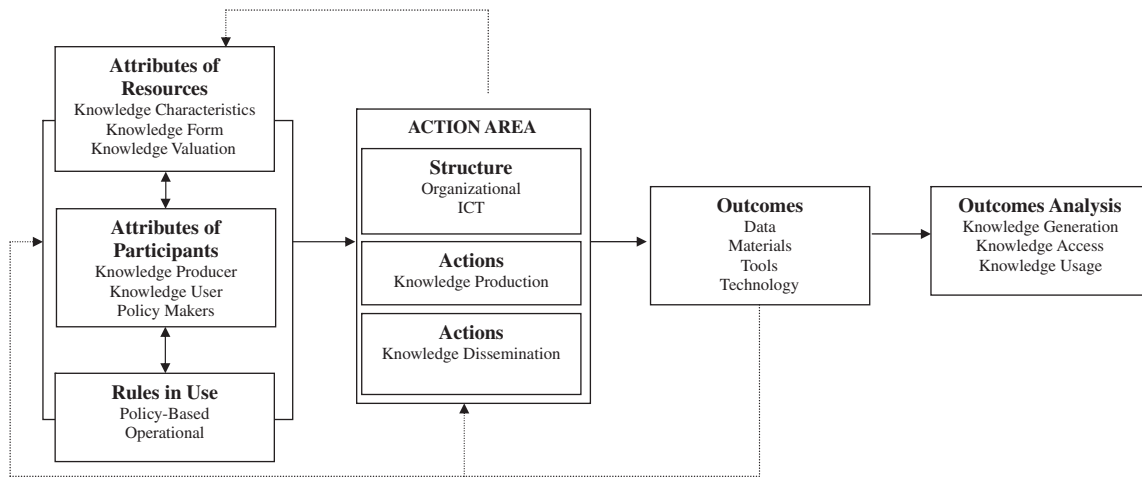 Attributes of
Resources
Knowledge Characteristics
Knowledge Form
Knowledge Valuation
Attributes of
Participants
Knowledge Producer
Knowledge User
Policy Makers
Rules in Use
Policy-Based
Operational
ACTION AREA
Structure
Organizational
ICT
Actions
Knowledge Production
Actions
Knowledge Dissemination
Outcomes
Data
Materials
Tools
Technology
Outcomes Analysis
Knowledge Generation
Knowledge Access
Knowledge Usage